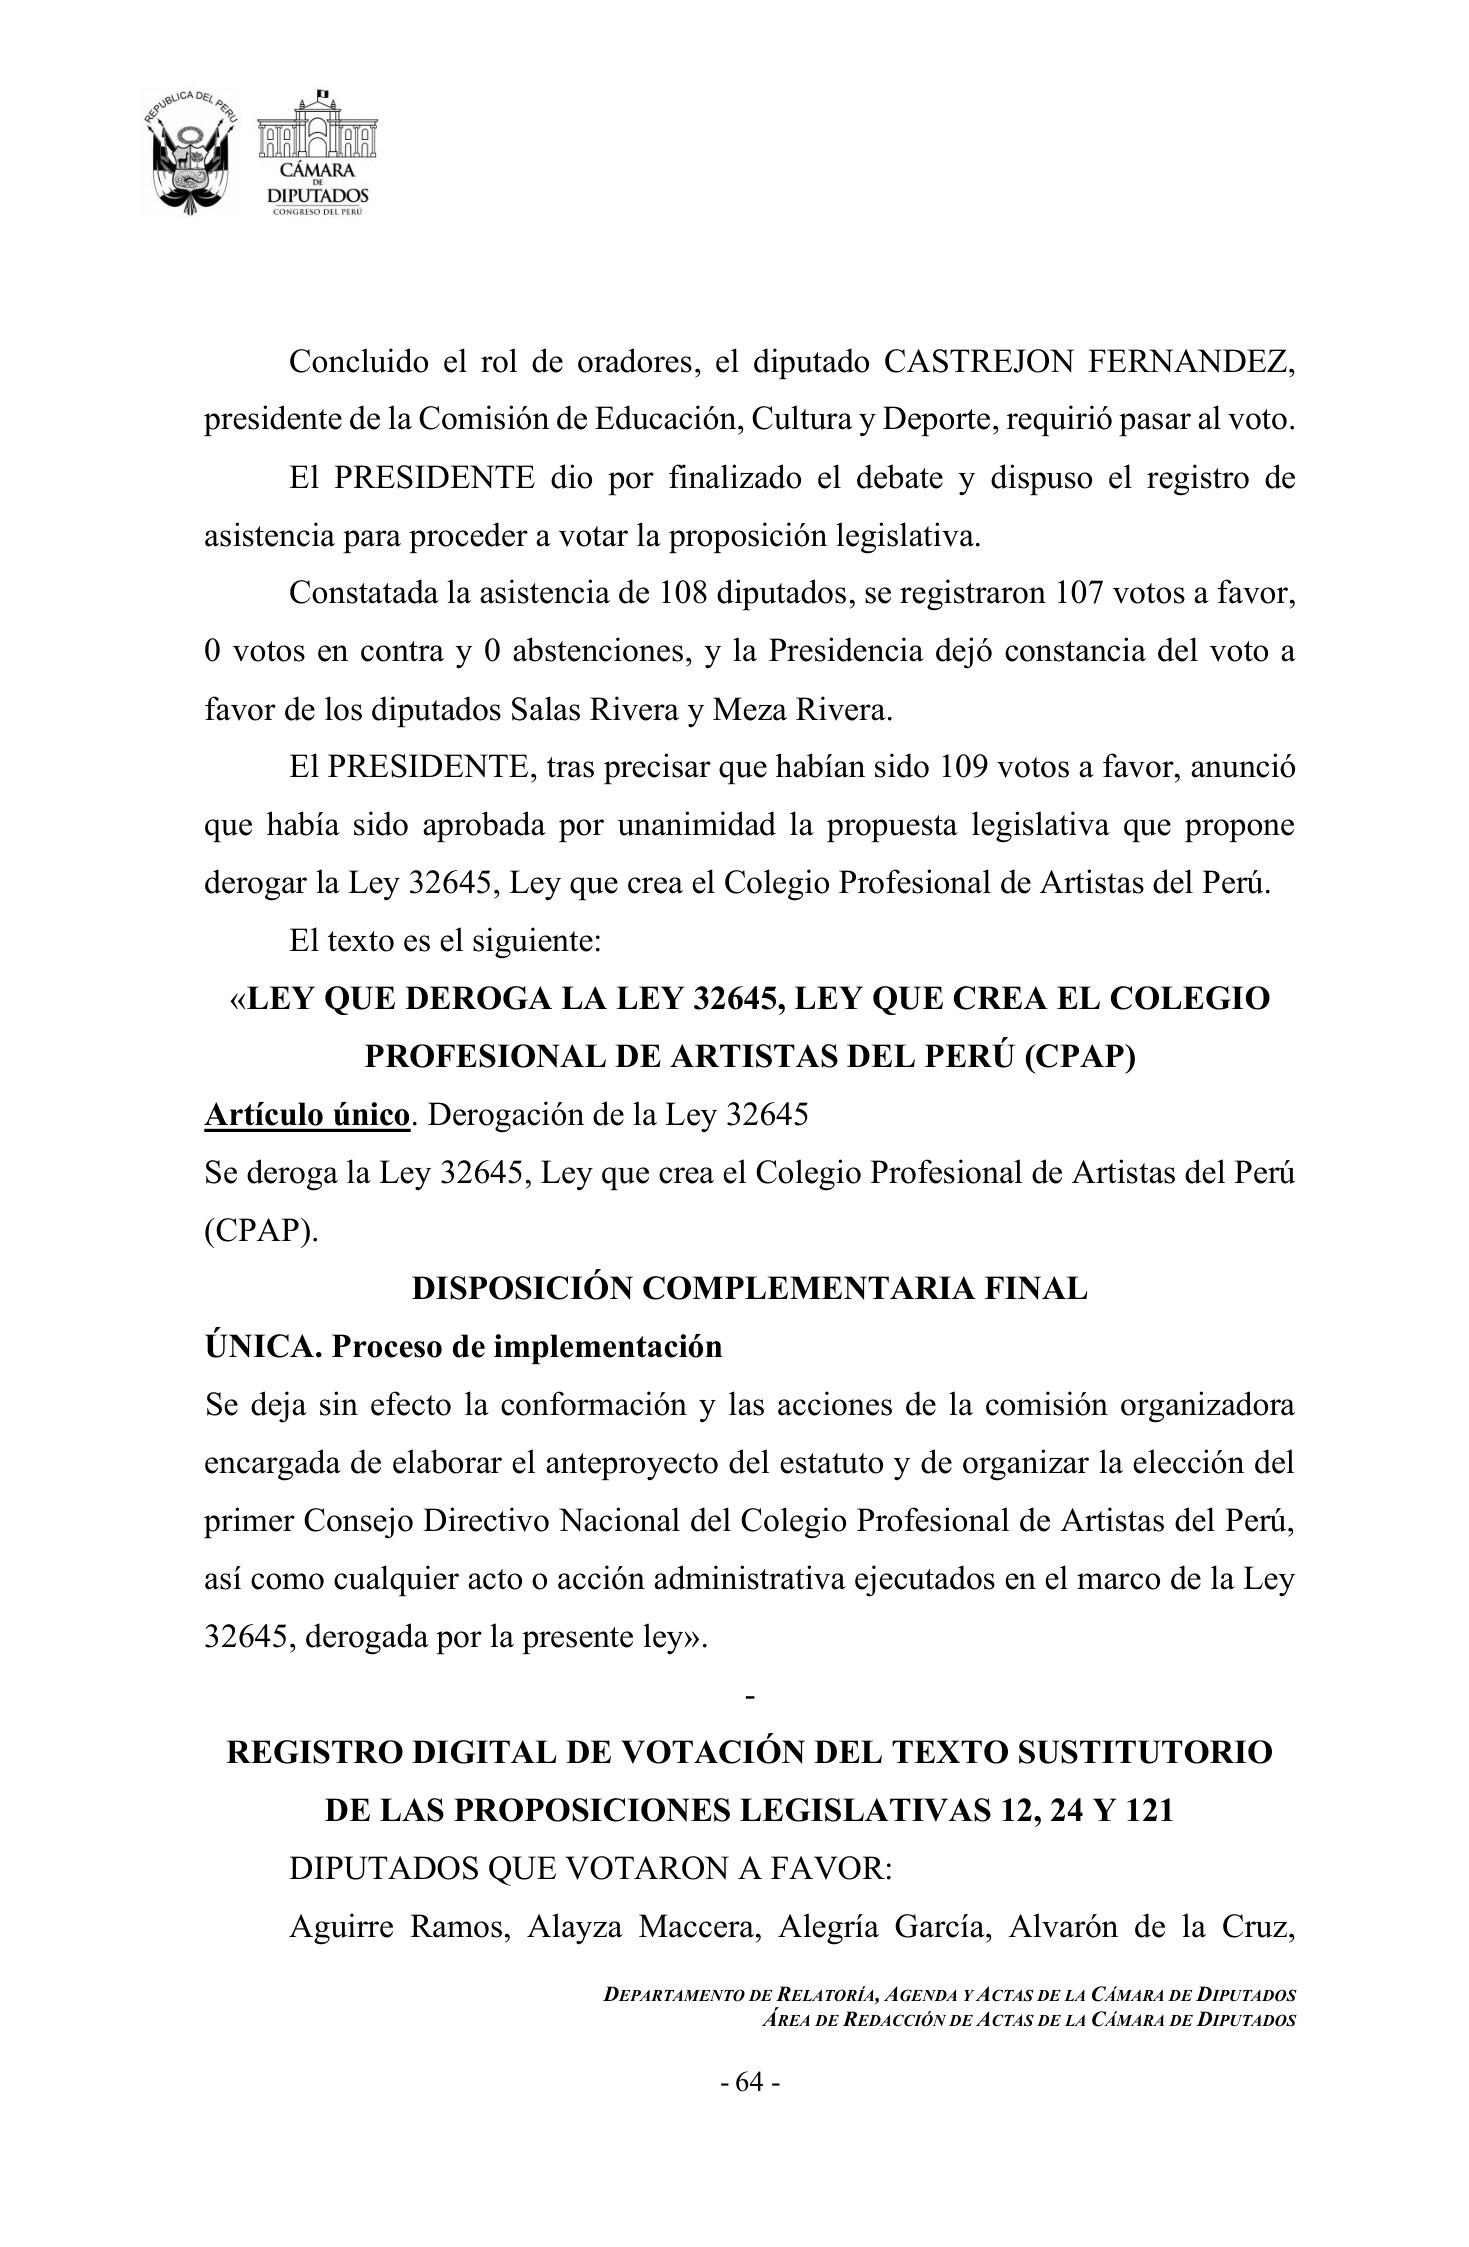 REPUBLICA DEL PERU
CÁMARA
DE
DIPUTADOS
CONGRESO DEL PERÚ
Concluido el rol de oradores, el diputado CASTREJON FERNANDEZ,
presidente de la Comisión de Educación, Cultura y Deporte, requirió pasar al voto.
El PRESIDENTE dio por finalizado el debate y dispuso el registro de
asistencia para proceder a votar la proposición legislativa.
Constatada la asistencia de 108 diputados, se registraron 107 votos a favor,
0 votos en contra y 0 abstenciones, y la Presidencia dejó constancia del voto a
favor de los diputados Salas Rivera y Meza Rivera.
El PRESIDENTE, tras precisar que habían sido 109 votos a favor, anunció
que había sido aprobada por unanimidad la propuesta legislativa que propone
derogar la Ley 32645, Ley que crea el Colegio Profesional de Artistas del Perú.
El texto es el siguiente:
«LEY QUE DEROGA LA LEY 32645, LEY QUE CREA EL COLEGIO
PROFESIONAL DE ARTISTAS DEL PERÚ (CPAP)
Artículo único. Derogación de la Ley 32645
Se deroga la Ley 32645, Ley que crea el Colegio Profesional de Artistas del Perú
(CPAP).
DISPOSICIÓN COMPLEMENTARIA FINAL
ÚNICA. Proceso de implementación
Se deja sin efecto la conformación y las acciones de la comisión organizadora
encargada de elaborar el anteproyecto del estatuto y de organizar la elección del
primer Consejo Directivo Nacional del Colegio Profesional de Artistas del Perú,
así como cualquier acto o acción administrativa ejecutados en el marco de la Ley
32645, derogada por la presente ley».
-
REGISTRO DIGITAL DE VOTACIÓN DEL TEXTO SUSTITUTORIO
DE LAS PROPOSICIONES LEGISLATIVAS 12, 24 Y 121
DIPUTADOS QUE VOTARON A FAVOR:
Aguirre Ramos, Alayza Maccera, Alegría García, Alvarón de la Cruz,
DEPARTAMENTO DE RELATORÍA, AGENDA Y ACTAS DE LA CÁMARA DE DIPUTADOS
ÁREA DE REDACCIÓN DE ACTAS DE LA CÁMARA DE DIPUTADOS
- 64 -